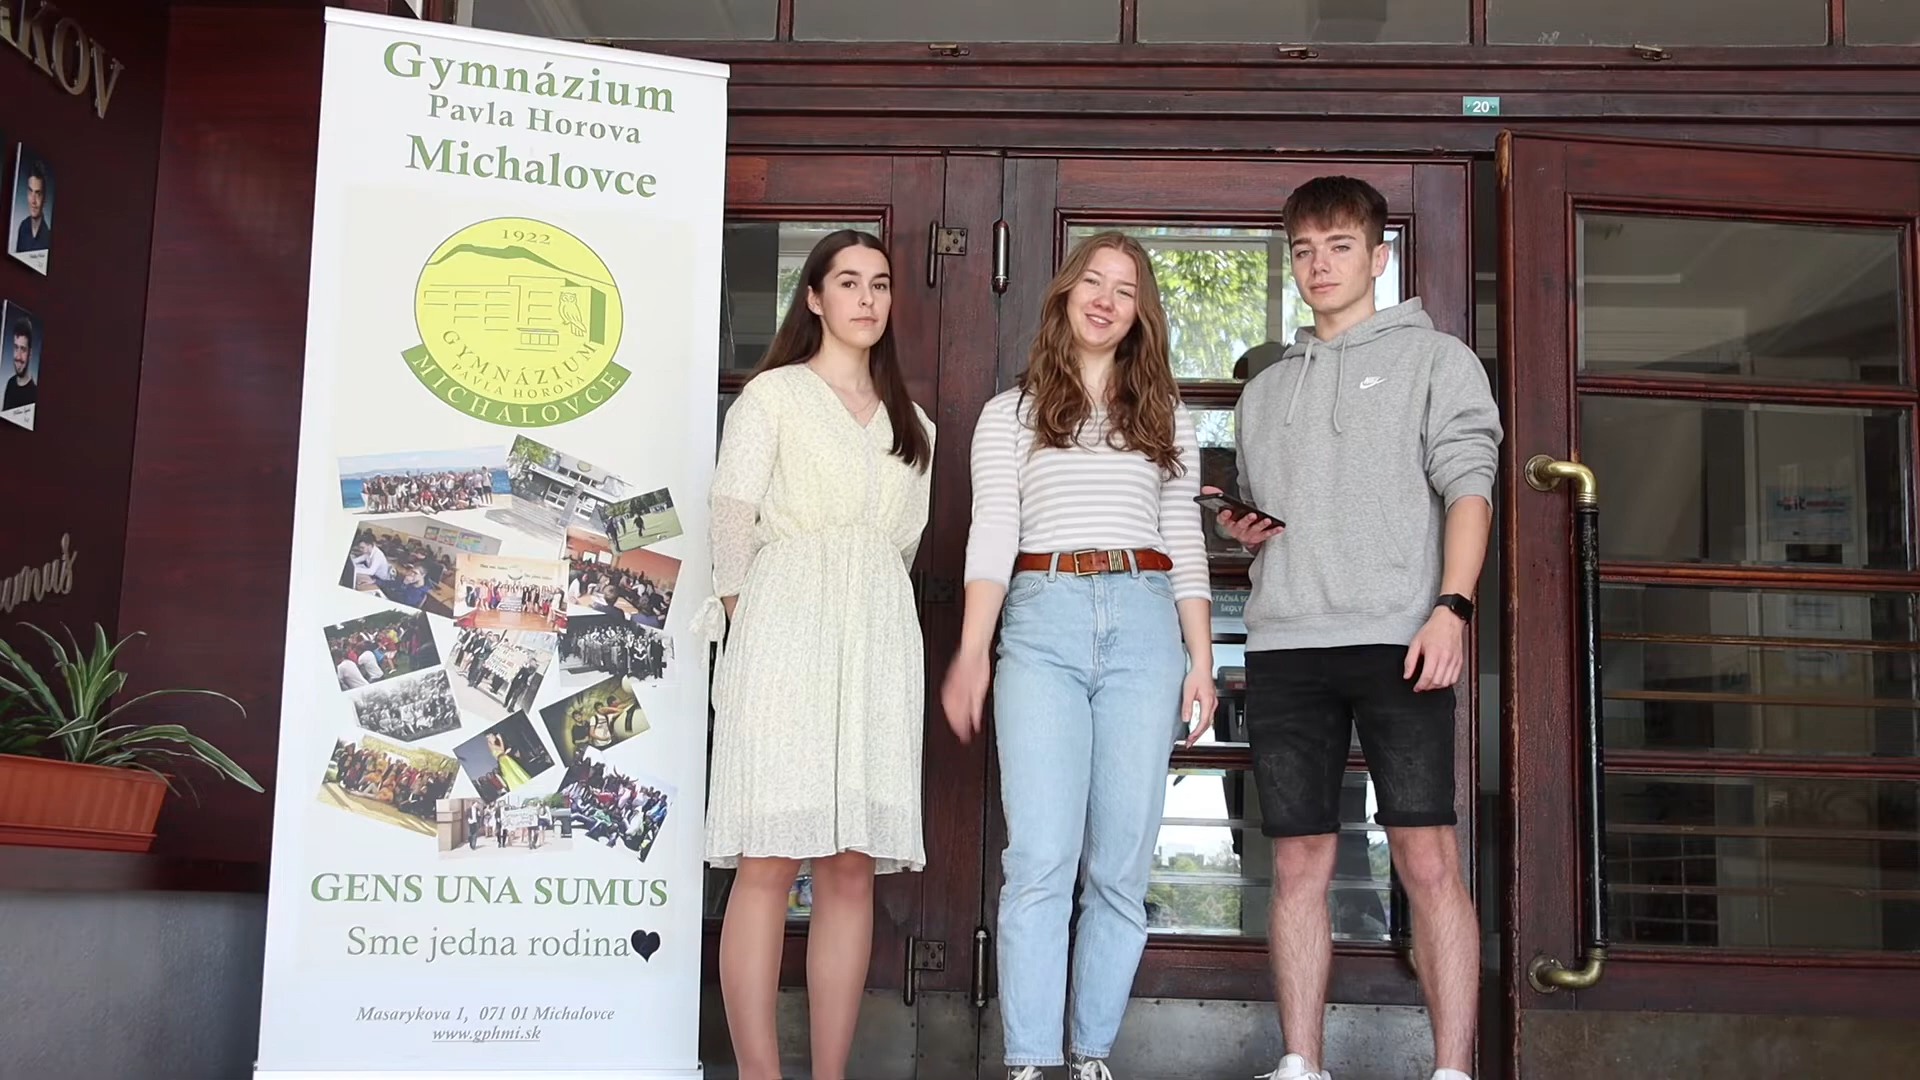 Gymnázium
Pavla Horova
Michalovce
1922
GYMNÁZIUM
PAVLA HOROVA
MICHALOVCE
GENS UNA SUMUS
Sme jedna rodina
Masarykova 1, 071 01 Michalovce
www.gphmi.sk
20